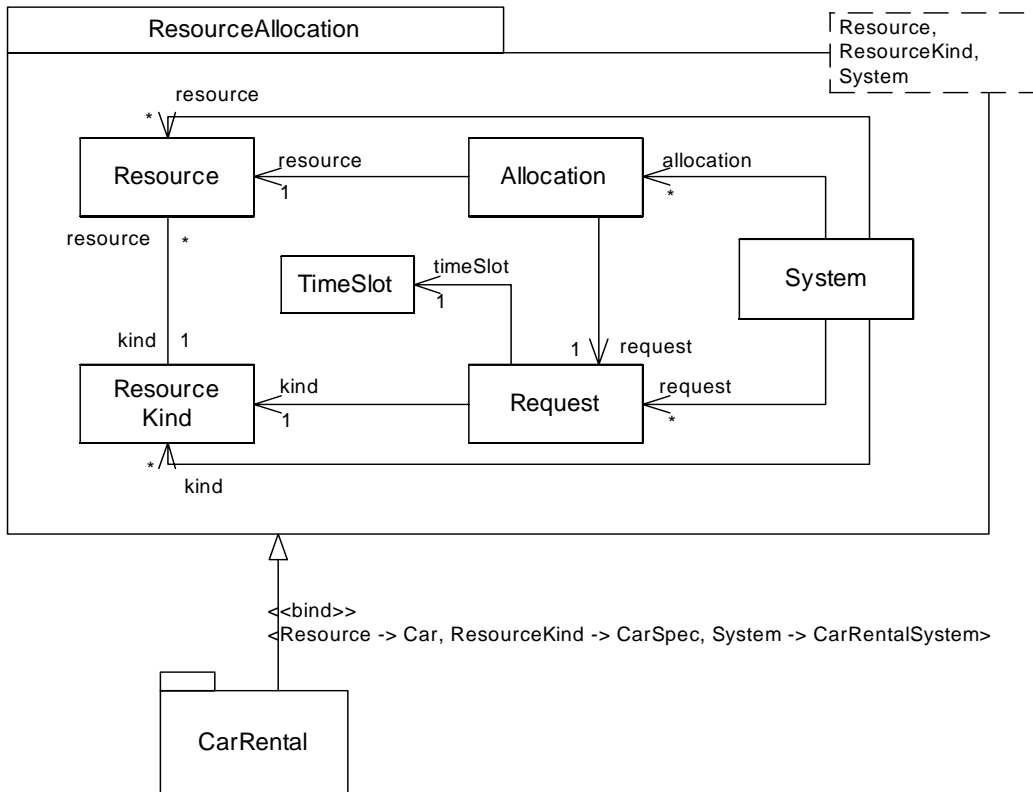 ResourceAllocation
Resource,
ResourceKind,
System
resource
*
resource
allocation
Resource
Allocation
1
*
resource
*
timeSlot
TimeSlot
System
1
kind
1
1
request
Resource
Kind
kind
Request
request
1
*
*
kind
<<bind>>
<Resource -> Car, ResourceKind -> CarSpec, System -> CarRentalSystem>
CarRental